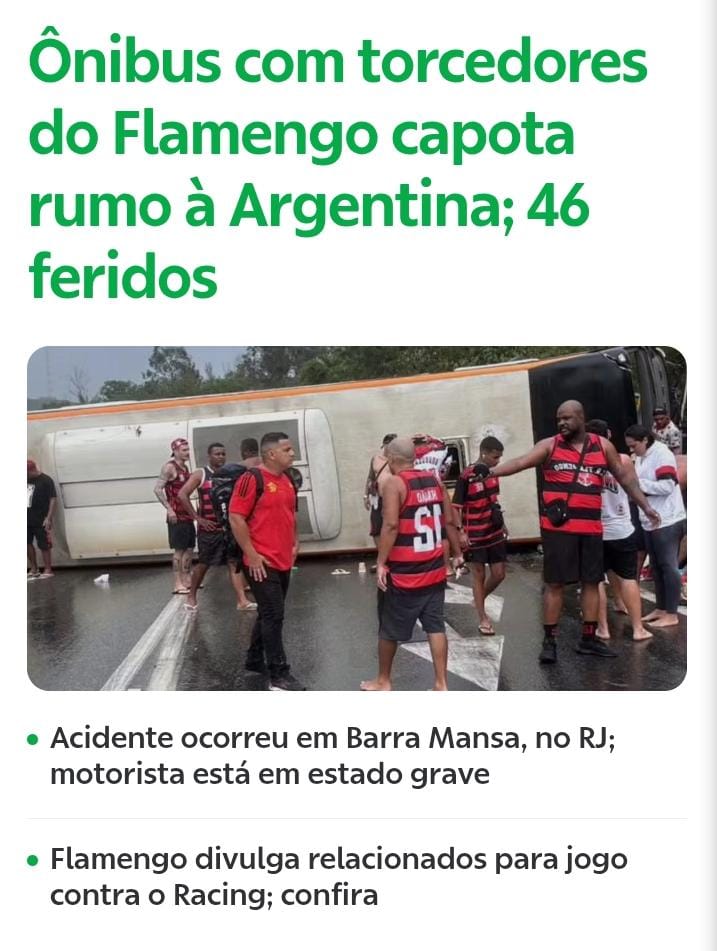 Ônibus com torcedores
do Flamengo capota
rumo à Argentina; 46
feridos
Acidente ocorreu em Barra Mansa, no RJ;
motorista está em estado grave
Flamengo divulga relacionados para jogo
contra o Racing; confira